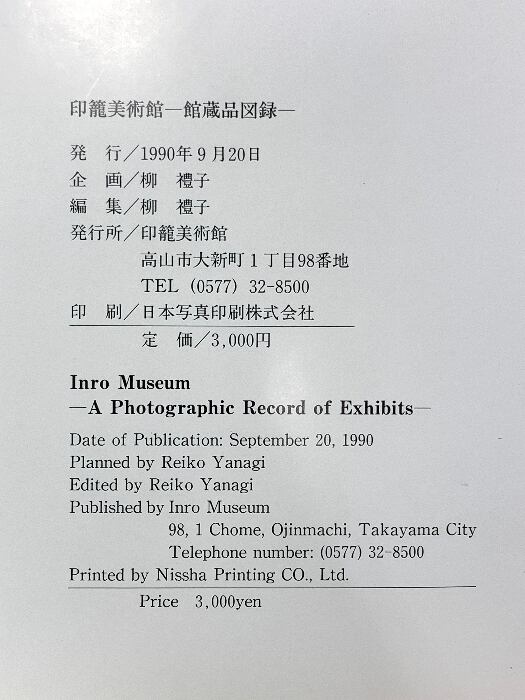 印籠美術館―館蔵品図録―
発　行／1990年9月20日
企　画／柳　禮子
編　集／柳　禮子
発行所／印籠美術館
高山市大新町1丁目98番地
TEL (0577) 32-8500
印　刷／日本写真印刷株式会社
定　価／3,000円
Inro Museum
―A Photographic Record of Exhibits―
Date of Publication: September 20, 1990
Planned by Reiko Yanagi
Edited by Reiko Yanagi
Published by Inro Museum
98, 1 Chome, Ojinmachi, Takayama City
Telephone number: (0577) 32-8500
Printed by Nissha Printing CO., Ltd.
Price　3,000yen